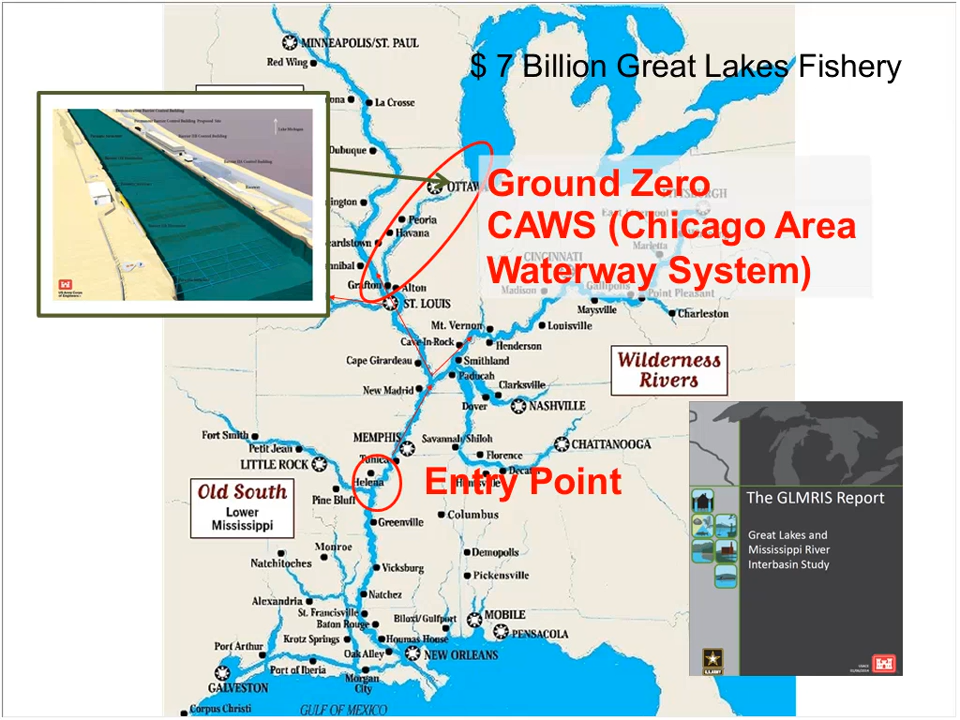 $ 7 Billion Great Lakes Fishery
MINNEAPOLIS/ST. PAUL
Red Wing
ona
La Crosse
Dubuque
ington
OTTAW
Peoria
Havana
eardstown
nnibal
Grafton
Alton
ST. LOUIS
Ground Zero
CAWS (Chicago Area
Waterway System)
Marietta
CINCINNATI
Madison
Gallipolis
Point Pleasant
Maysville
Charleston
Louisville
Mt. Vernon
Henderson
Cave-In-Rock
Smithland
Cape Girardeau
Paducah
Clarksville
New Madrid
Dover
NASHVILLE
Wilderness
Rivers
Fort Smith
Petit Jean
LITTLE ROCK
MEMPHIS
Savannah/Shiloh
CHATTANOOGA
Tunica
Florence
Helena
Entry Point
Pine Bluff
Old South
Lower
Mississippi
Greenville
Columbus
Monroe
Natchitoches
Vicksburg
Demopolis
Pickensville
Natchez
Alexandria
St. Francisville
Baton Rouge
Biloxi/Gulfport
MOBILE
PENSACOLA
Krotz Springs
Houmas House
Port Arthur
Oak Alley
NEW ORLEANS
Port of Iberia
Morgan
City
GALVESTON
Corpus Christi
GULF OF MEXICO
The GLMRIS Report
Great Lakes and
Mississippi River
Interbasin Study